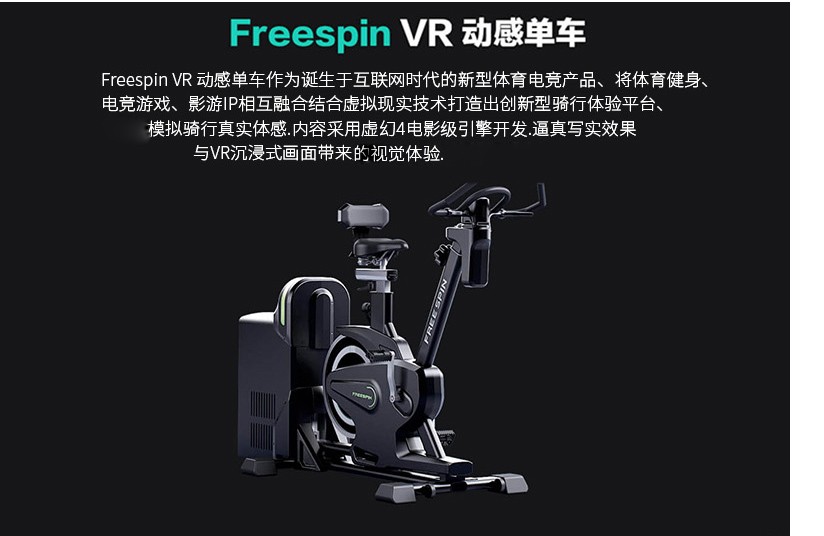 Freespin VR 动感单车
Freespin VR 动感单车作为诞生于互联网时代的新型体育电竞产品、将体育健身、
电竞游戏、影游IP相互融合结合虚拟现实技术打造出创新型骑行体验平台、
模拟骑行真实体感.内容采用虚幻4电影级引擎开发.逼真写实效果
与VR沉浸式画面带来的视觉体验.
FREE SPIN
FREESPIN